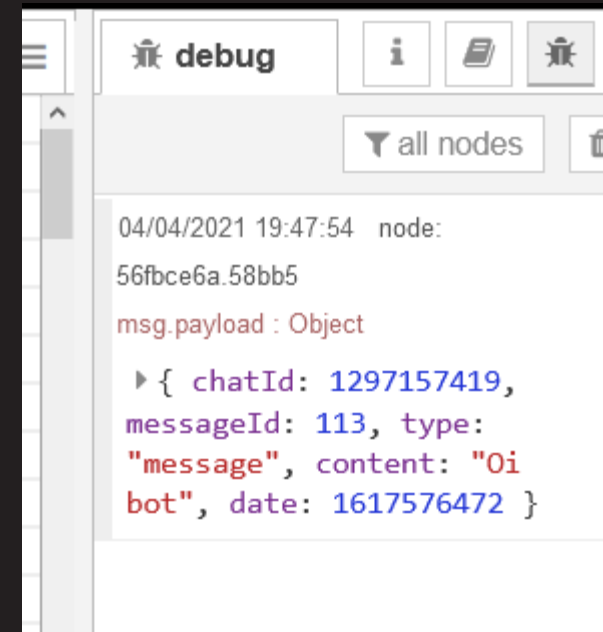 debug
i
all nodes
04/04/2021 19:47:54 node:
56fbce6a.58bb5
msg.payload : Object
{ chatId: 1297157419,
messageId: 113, type:
"message", content: "Oi
bot", date: 1617576472 }